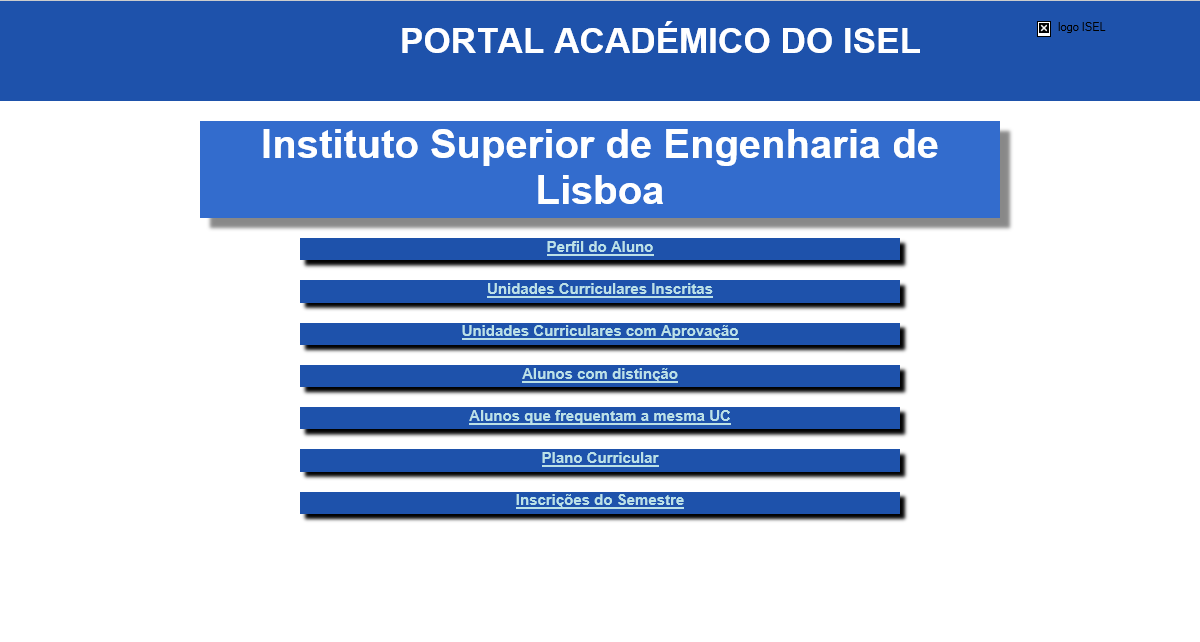 PORTAL ACADÉMICO DO ISEL
logo ISEL
Instituto Superior de Engenharia de
Lisboa
Perfil do Aluno
Unidades Curriculares Inscritas
Unidades Curriculares com Aprovação
Alunos com distinção
Alunos que frequentam a mesma UC
Plano Curricular
Inscrições do Semestre